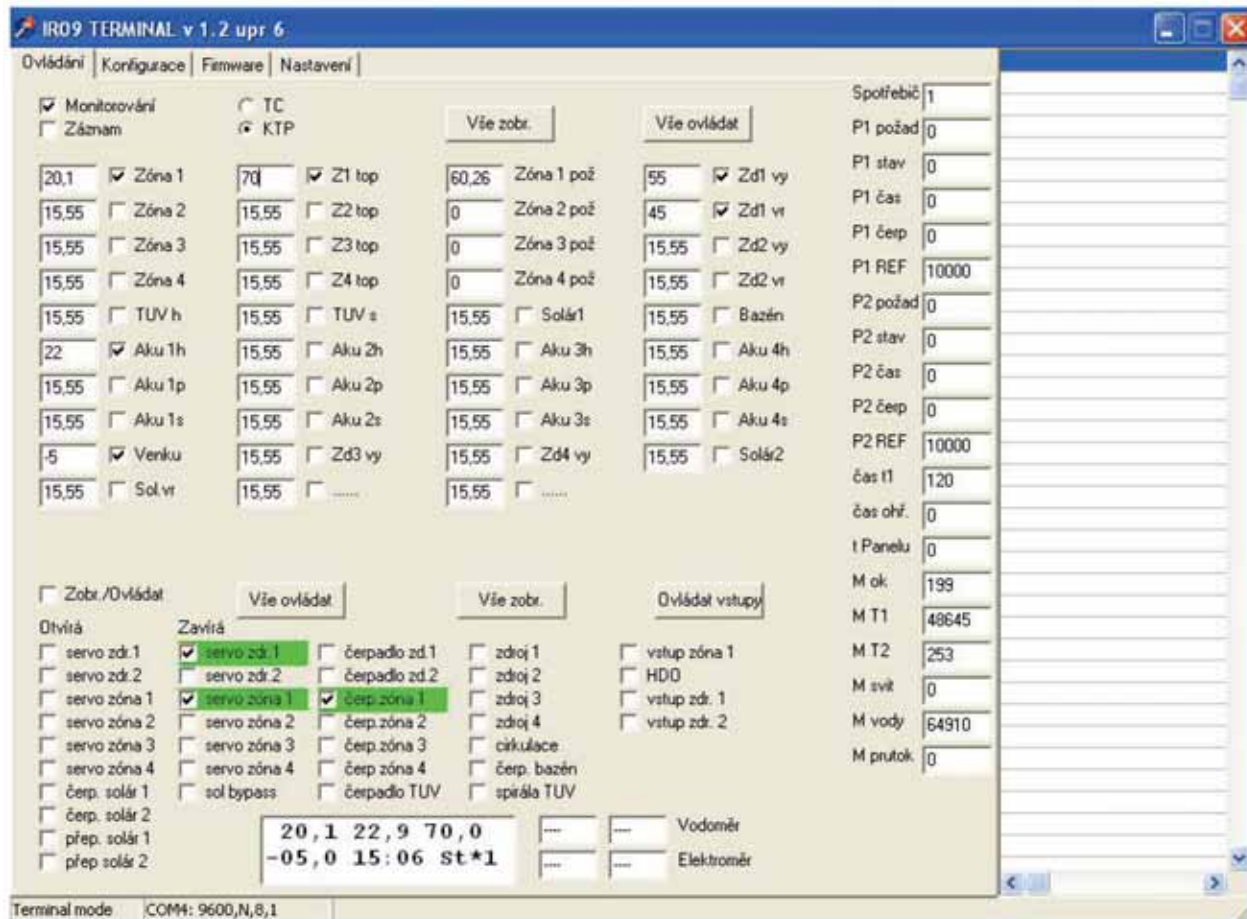 IR09 TERMINAL v 1.2 upr 6
Ovládání Konfigurace Firmware Nastavení
Monitorování TC
Záznam KTP
Vše zobr. Vše ovládat
20,1 Zóna 1 70 Z1 top 60,26 Zóna 1 pož 55 Zd1 vy
15,55 Zóna 2 15,55 Z2 top 0 Zóna 2 pož 45 Zd1 vr
15,55 Zóna 3 15,55 Z3 top 0 Zóna 3 pož 15,55 Zd2 vy
15,55 Zóna 4 15,55 Z4 top 0 Zóna 4 pož 15,55 Zd2 vr
15,55 TUV h 15,55 TUV s 15,55 Solár1 15,55 Bazén
22 Aku 1h 15,55 Aku 2h 15,55 Aku 3h 15,55 Aku 4h
15,55 Aku 1p 15,55 Aku 2p 15,55 Aku 3p 15,55 Aku 4p
15,55 Aku 1s 15,55 Aku 2s 15,55 Aku 3s 15,55 Aku 4s
-5 Venku 15,55 Zd3 vy 15,55 Zd4 vy 15,55 Solár2
15,55 Sol.vr 15,55 ...... 15,55 ......
Spotřebič 1
P1 požad 0
P1 stav 0
P1 čas 0
P1 čerp 0
P1 REF 10000
P2 požad 0
P2 stav 0
P2 čas 0
P2 čerp 0
P2 REF 10000
čas t1 120
čas ohř. 0
t Panelu 0
M ok 199
M T1 48645
M T2 253
M svit 0
M vody 64910
M prutok 0
Zobr./Ovládat Vše ovládat Vše zobr. Ovládat vstupy
Otvírá Zavírá
servo zdr.1 servo zdr.1 čerpadlo zd.1 zdroj 1 vstup zóna 1
servo zdr.2 servo zdr.2 čerpadlo zd.2 zdroj 2 HDO
servo zóna 1 servo zóna 1 čerp.zóna 1 zdroj 3 vstup zdr. 1
servo zóna 2 servo zóna 2 čerp.zóna 2 zdroj 4 vstup zdr. 2
servo zóna 3 servo zóna 3 čerp.zóna 3 cirkulace
servo zóna 4 servo zóna 4 čerp zóna 4 čerp. bazén
čerp. solár 1 sol bypass čerpadlo TUV spirála TUV
čerp. solár 2
přep. solár 1
přep solár 2
20,1 22,9 70,0
-05,0 15:06 St*1
---- ---- Vodoměr
---- ---- Elektroměr
Terminal mode COM4: 9600,N,8,1